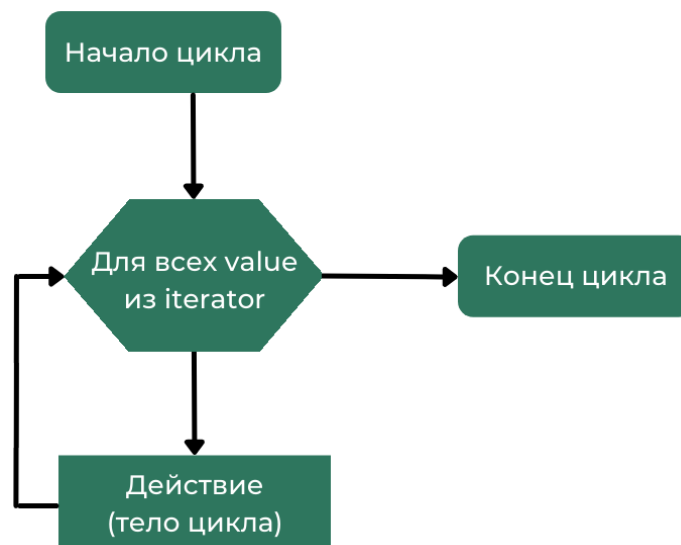 Начало цикла
Для всех value
из iterator
Конец цикла
Действие
(тело цикла)